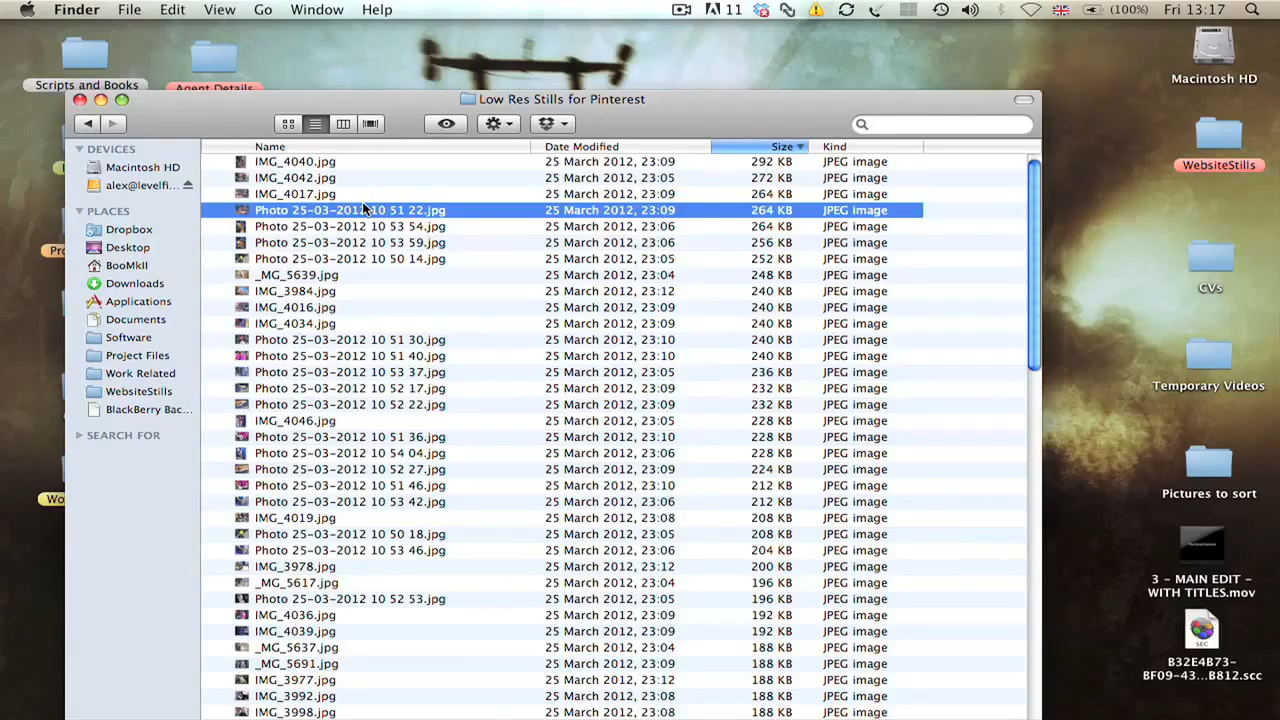 Finder File Edit View Go Window Help 11 (100%) Fri 13:17
Scripts and Books
Agent Details
Macintosh HD
WebsiteStills
CVs
Temporary Videos
Pictures to sort
3 - MAIN EDIT -
WITH TITLES.mov
SEC
B32E4B73-
BF09-43...B812.scc
Low Res Stills for Pinterest
DEVICES
Macintosh HD
alex@levelfi...
PLACES
Dropbox
Desktop
BooMkII
Downloads
Applications
Documents
Software
Project Files
Work Related
WebsiteStills
BlackBerry Bac...
SEARCH FOR
Name Date Modified Size Kind
IMG_4040.jpg 25 March 2012, 23:09 292 KB JPEG image
IMG_4042.jpg 25 March 2012, 23:05 272 KB JPEG image
IMG_4017.jpg 25 March 2012, 23:09 264 KB JPEG image
Photo 25-03-2012 10 51 22.jpg 25 March 2012, 23:09 264 KB JPEG image
Photo 25-03-2012 10 53 54.jpg 25 March 2012, 23:06 264 KB JPEG image
Photo 25-03-2012 10 53 59.jpg 25 March 2012, 23:06 256 KB JPEG image
Photo 25-03-2012 10 50 14.jpg 25 March 2012, 23:05 252 KB JPEG image
_MG_5639.jpg 25 March 2012, 23:04 248 KB JPEG image
IMG_3984.jpg 25 March 2012, 23:12 240 KB JPEG image
IMG_4016.jpg 25 March 2012, 23:09 240 KB JPEG image
IMG_4034.jpg 25 March 2012, 23:09 240 KB JPEG image
Photo 25-03-2012 10 51 30.jpg 25 March 2012, 23:10 240 KB JPEG image
Photo 25-03-2012 10 51 40.jpg 25 March 2012, 23:10 240 KB JPEG image
Photo 25-03-2012 10 53 37.jpg 25 March 2012, 23:06 236 KB JPEG image
Photo 25-03-2012 10 52 17.jpg 25 March 2012, 23:09 232 KB JPEG image
Photo 25-03-2012 10 52 22.jpg 25 March 2012, 23:09 232 KB JPEG image
IMG_4046.jpg 25 March 2012, 23:05 228 KB JPEG image
Photo 25-03-2012 10 51 36.jpg 25 March 2012, 23:10 228 KB JPEG image
Photo 25-03-2012 10 54 04.jpg 25 March 2012, 23:06 228 KB JPEG image
Photo 25-03-2012 10 52 27.jpg 25 March 2012, 23:09 224 KB JPEG image
Photo 25-03-2012 10 51 46.jpg 25 March 2012, 23:10 212 KB JPEG image
Photo 25-03-2012 10 53 42.jpg 25 March 2012, 23:06 212 KB JPEG image
IMG_4019.jpg 25 March 2012, 23:08 208 KB JPEG image
Photo 25-03-2012 10 50 18.jpg 25 March 2012, 23:05 208 KB JPEG image
Photo 25-03-2012 10 53 46.jpg 25 March 2012, 23:06 204 KB JPEG image
IMG_3978.jpg 25 March 2012, 23:12 200 KB JPEG image
_MG_5617.jpg 25 March 2012, 23:04 196 KB JPEG image
Photo 25-03-2012 10 52 53.jpg 25 March 2012, 23:05 196 KB JPEG image
IMG_4036.jpg 25 March 2012, 23:09 192 KB JPEG image
IMG_4039.jpg 25 March 2012, 23:09 192 KB JPEG image
_MG_5637.jpg 25 March 2012, 23:04 188 KB JPEG image
_MG_5691.jpg 25 March 2012, 23:09 188 KB JPEG image
IMG_3977.jpg 25 March 2012, 23:12 188 KB JPEG image
IMG_3992.jpg 25 March 2012, 23:08 188 KB JPEG image
IMG_3998.jpg 25 March 2012, 23:08 188 KB JPEG image